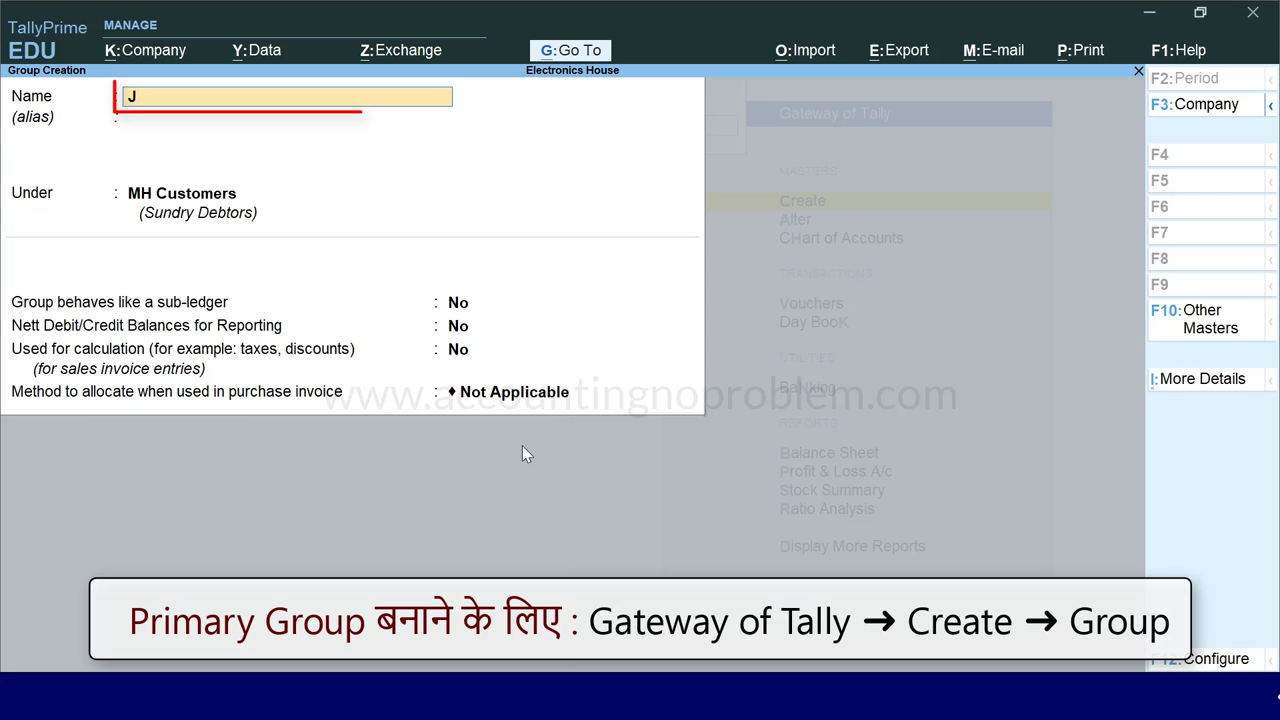 TallyPrime
EDU
MANAGE
K:Company
Y:Data
Z:Exchange
G:Go To
O:Import
E:Export
M:E-mail
P:Print
F1:Help
Group Creation
Electronics House
Name : J
(alias) :
Under : MH Customers
(Sundry Debtors)
Group behaves like a sub-ledger : No
Nett Debit/Credit Balances for Reporting : No
Used for calculation (for example: taxes, discounts) : No
(for sales invoice entries)
Method to allocate when used in purchase invoice : ♦ Not Applicable
Gateway of Tally
MASTERS
Create
Alter
CHart of Accounts
TRANSACTIONS
Vouchers
Day BooK
UTILITIES
BaNking
REPORTS
Balance Sheet
Profit & Loss A/c
Stock Summary
Ratio Analysis
Display More Reports
F2:Period
F3:Company
F4
F5
F6
F7
F8
F9
F10:Other
Masters
I:More Details
F12:Configure
www.accountingnoproblem.com
Primary Group बनाने के लिए : Gateway of Tally ➜ Create ➜ Group